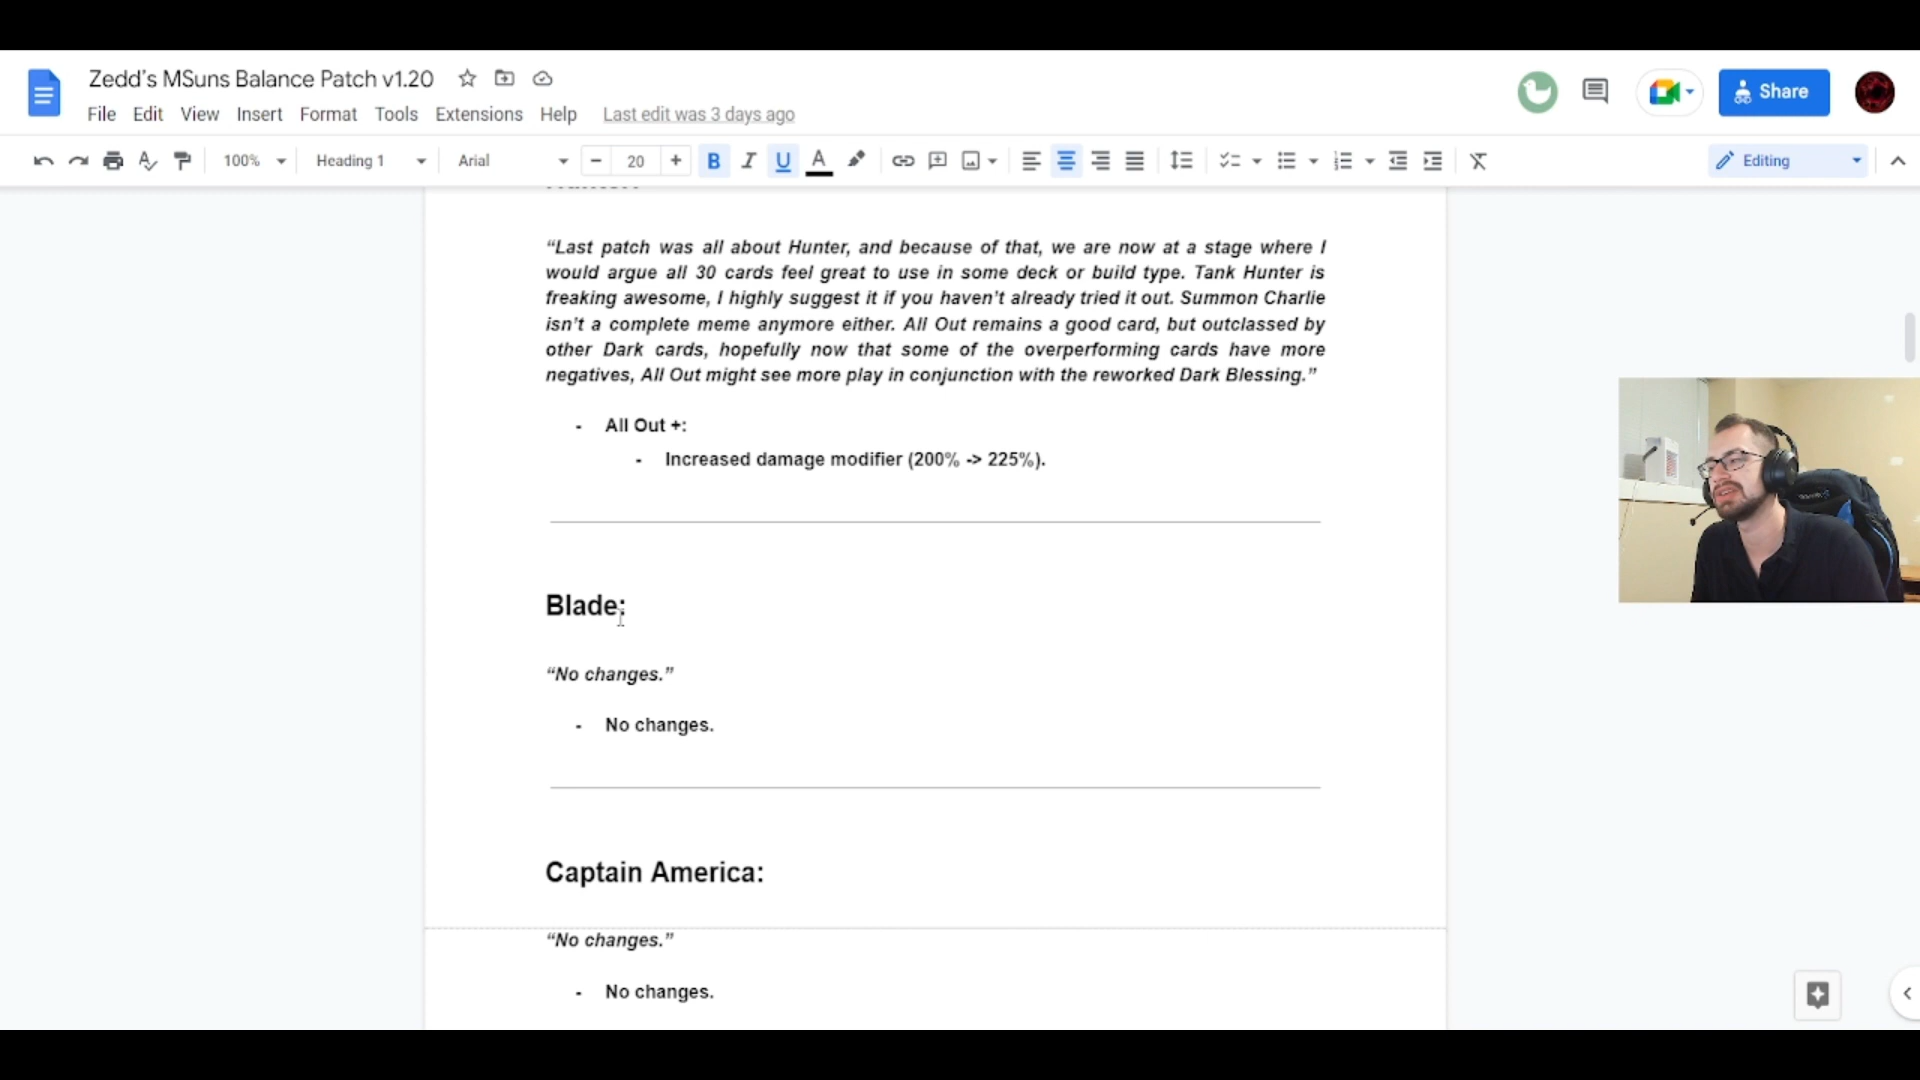 Zedd's MSuns Balance Patch v1.20
File Edit View Insert Format Tools Extensions Help Last edit was 3 days ago
Share
100% Heading 1 Arial 20 B I U A Editing
“Last patch was all about Hunter, and because of that, we are now at a stage where I
would argue all 30 cards feel great to use in some deck or build type. Tank Hunter is
freaking awesome, I highly suggest it if you haven’t already tried it out. Summon Charlie
isn’t a complete meme anymore either. All Out remains a good card, but outclassed by
other Dark cards, hopefully now that some of the overperforming cards have more
negatives, All Out might see more play in conjunction with the reworked Dark Blessing.”
- All Out +:
- Increased damage modifier (200% -> 225%).
Blade:
“No changes.”
- No changes.
Captain America:
“No changes.”
- No changes.